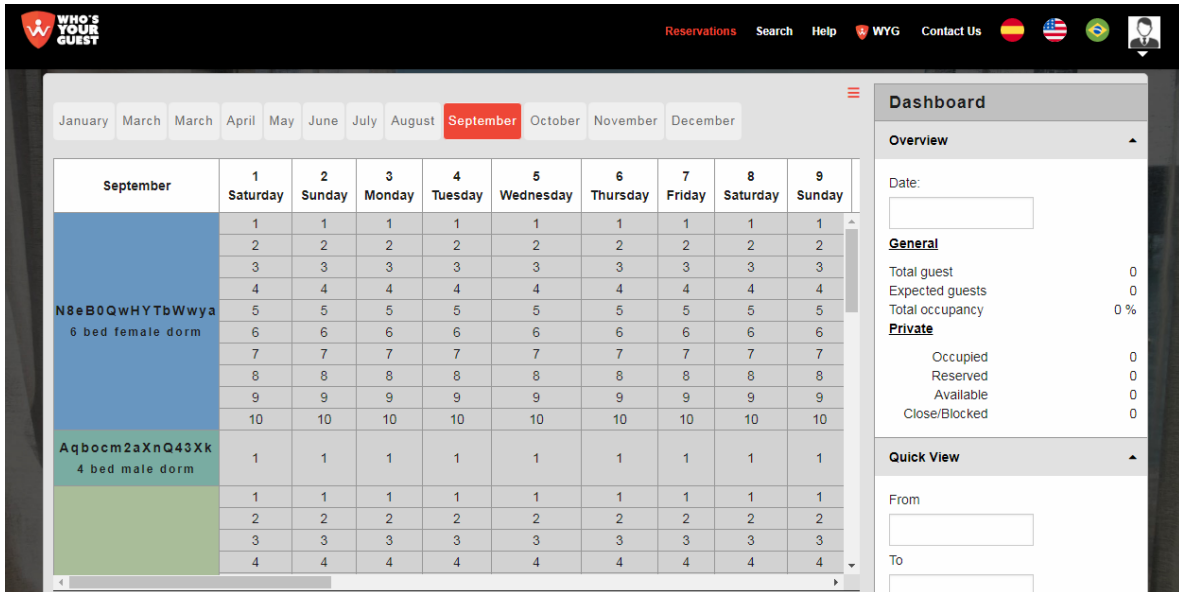 WHO'S
YOUR
GUEST
Reservations Search Help WYG Contact Us
January March March April May June July August September October November December
September 1 Saturday 2 Sunday 3 Monday 4 Tuesday 5 Wednesday 6 Thursday 7 Friday 8 Saturday 9 Sunday
N8eB0QwHYTbWwya
6 bed female dorm
1 1 1 1 1 1 1 1 1
2 2 2 2 2 2 2 2 2
3 3 3 3 3 3 3 3 3
4 4 4 4 4 4 4 4 4
5 5 5 5 5 5 5 5 5
6 6 6 6 6 6 6 6 6
7 7 7 7 7 7 7 7 7
8 8 8 8 8 8 8 8 8
9 9 9 9 9 9 9 9 9
10 10 10 10 10 10 10 10 10
Aqbocm2aXnQ43Xk
4 bed male dorm
1 1 1 1 1 1 1 1 1
1 1 1 1 1 1 1 1 1
2 2 2 2 2 2 2 2 2
3 3 3 3 3 3 3 3 3
4 4 4 4 4 4 4 4 4
Dashboard
Overview
Date:
General
Total guest 0
Expected guests 0
Total occupancy 0 %
Private
Occupied 0
Reserved 0
Available 0
Close/Blocked 0
Quick View
From
To